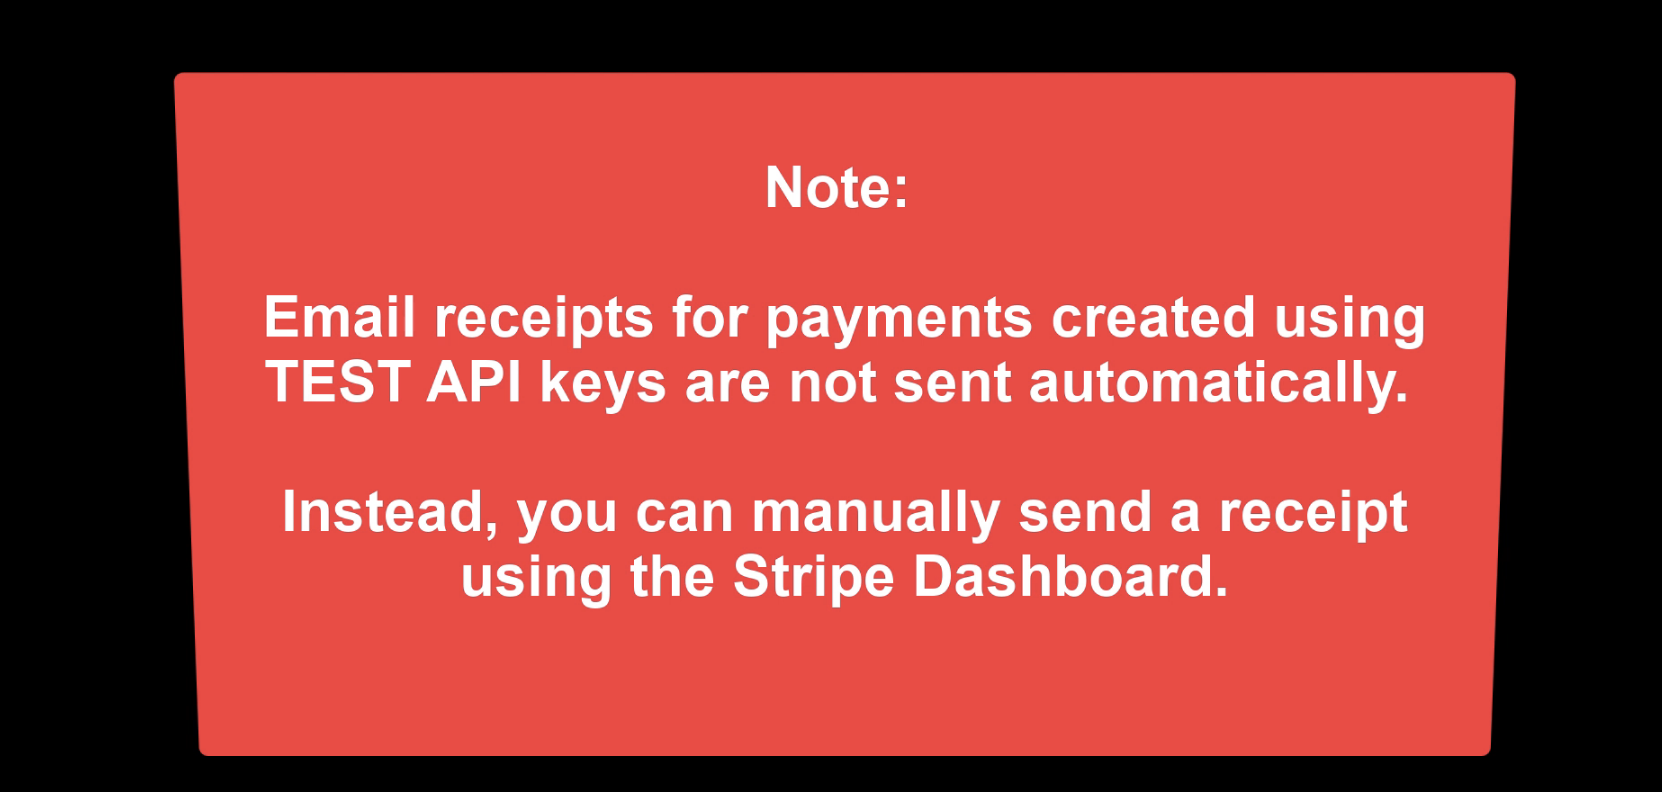 Note:
Email receipts for payments created using
TEST API keys are not sent automatically.
Instead, you can manually send a receipt
using the Stripe Dashboard.